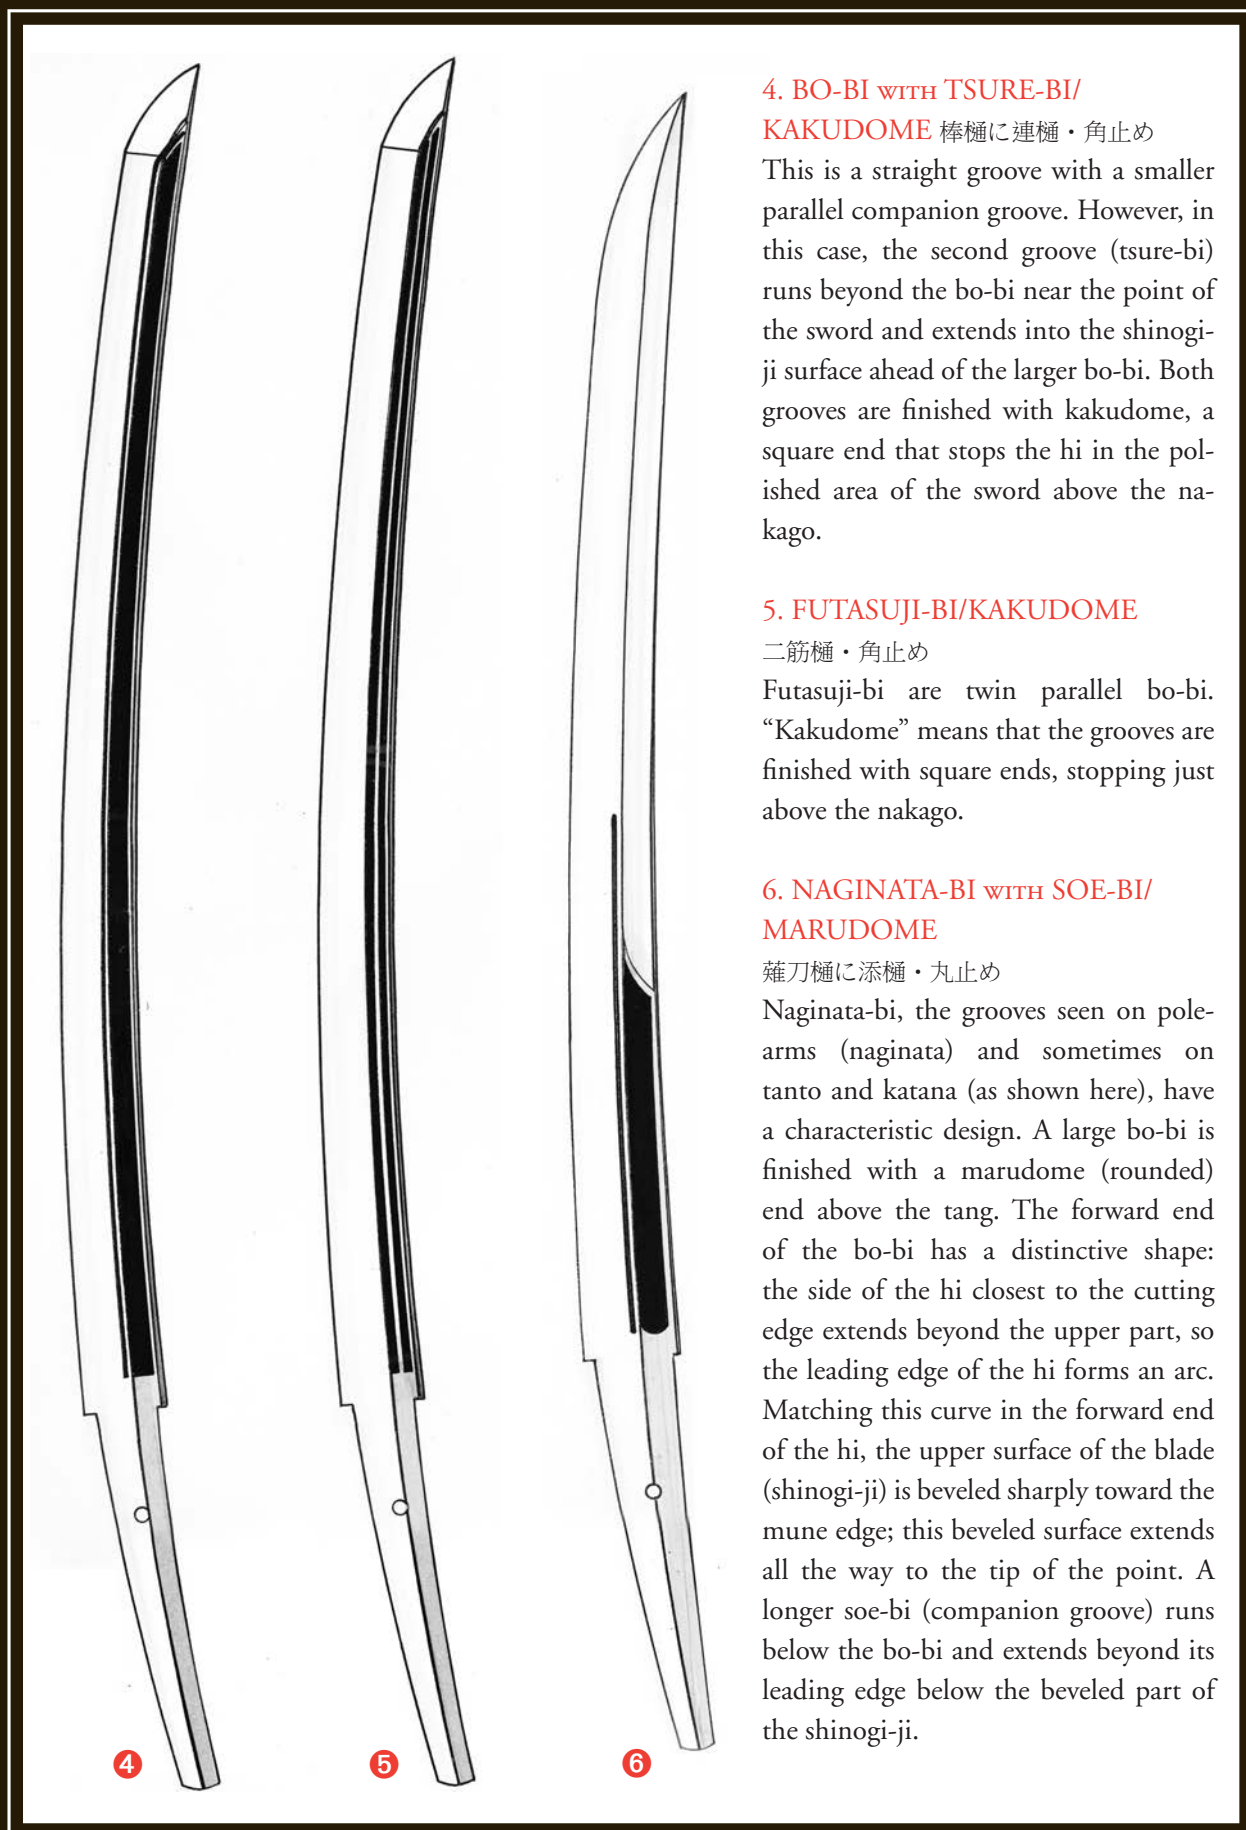 4. BO-BI WITH TSURE-BI/
KAKUDOME 棒樋に連樋・角止め
This is a straight groove with a smaller
parallel companion groove. However, in
this case, the second groove (tsure-bi)
runs beyond the bo-bi near the point of
the sword and extends into the shinogi-
ji surface ahead of the larger bo-bi. Both
grooves are finished with kakudome, a
square end that stops the hi in the pol-
ished area of the sword above the na-
kago.
5. FUTASUJI-BI/KAKUDOME
二筋樋・角止め
Futasuji-bi are twin parallel bo-bi.
“Kakudome” means that the grooves are
finished with square ends, stopping just
above the nakago.
6. NAGINATA-BI WITH SOE-BI/
MARUDOME
薙刀樋に添樋・丸止め
Naginata-bi, the grooves seen on pole-
arms (naginata) and sometimes on
tanto and katana (as shown here), have
a characteristic design. A large bo-bi is
finished with a marudome (rounded)
end above the tang. The forward end
of the bo-bi has a distinctive shape:
the side of the hi closest to the cutting
edge extends beyond the upper part, so
the leading edge of the hi forms an arc.
Matching this curve in the forward end
of the hi, the upper surface of the blade
(shinogi-ji) is beveled sharply toward the
mune edge; this beveled surface extends
all the way to the tip of the point. A
longer soe-bi (companion groove) runs
below the bo-bi and extends beyond its
leading edge below the beveled part of
the shinogi-ji.
4
5
6